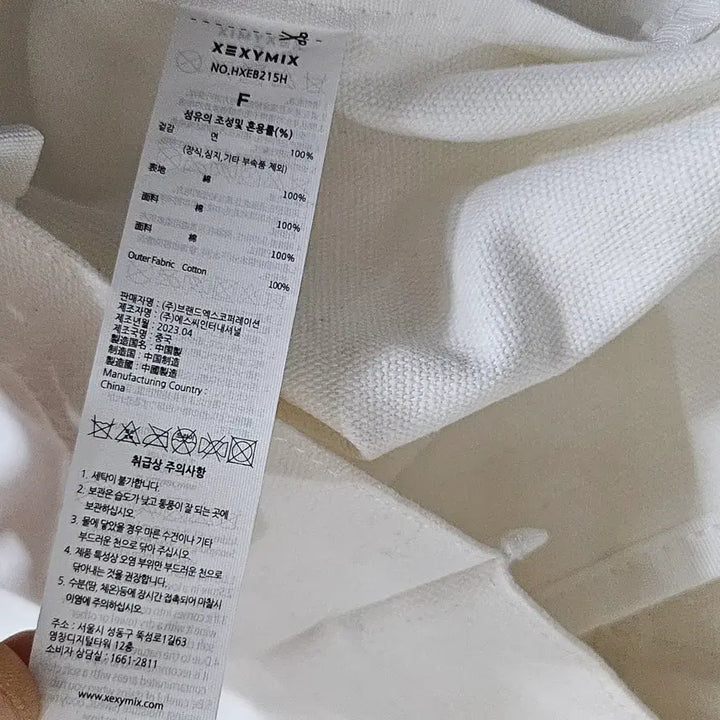 XEXYMIX
NO.HXEB215H
F
섬유의 조성및 혼용률(%)
겉감 면 100%
(장식,심지,기타 부속품 제외)
表地 綿 100%
面料 棉 100%
面料 棉 100%
Outer Fabric Cotton 100%
판매자명 : (주)브랜드엑스코퍼레이션
제조자명 : (주)에스씨인터내셔널
제조년월 : 2023.04
제조국명 : 중국
製造国名 : 中国製
制造国 : 中国制造
製造國 : 中國製造
Manufacturing Country :
China
취급상 주의사항
1. 세탁이 불가합니다.
2. 보관은 습도가 낮고 통풍이 잘 되는 곳에
보관하십시오.
3. 물에 닿았을 경우 마른 수건이나 기타
부드러운 천으로 닦아 주십시오.
4. 제품 특성상 오염 부위만 부드러운 천으로
닦아내는 것을 권장합니다.
5. 수분(땀, 체온)등에 장시간 접촉되어 마찰시
이염에 주의하십시오.
주소 : 서울시 성동구 뚝섬로1길63
영창디지털타워 12층
소비자 상담실 : 1661-2811
www.xexymix.com